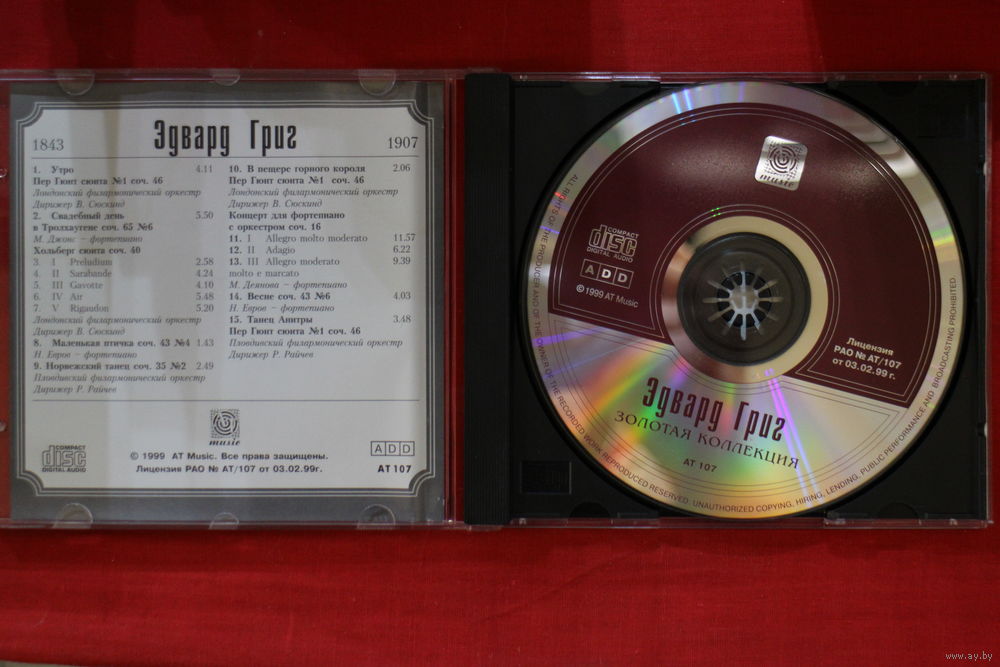 1843
Эдвард Григ
1907
1. Утро 4.11
Пер Гюнт сюита №1 соч. 46
Лондонский филармонический оркестр
Дирижер В. Сюскинд
2. Свадебный день 5.50
в Тролхаугене соч. 65 №6
М. Джонс - фортепиано
Хольберг сюита соч. 40
3. I Preludium 2.58
4. II Sarabande 4.24
5. III Gavotte 4.10
6. IV Air 5.48
7. V Rigaudon 5.20
Лондонский филармонический оркестр
Дирижер В. Сюскинд
8. Маленькая птичка соч. 43 №4 1.43
Н. Евров - фортепиано
9. Норвежский танец соч. 35 №2 2.49
Пловдивский филармонический оркестр
Дирижер Р. Райчев
10. В пещере горного короля 2.06
Пер Гюнт сюита №1 соч. 46
Лондонский филармонический оркестр
Дирижер В. Сюскинд
Концерт для фортепиано
с оркестром соч. 16
11. I Allegro molto moderato 11.57
12. II Adagio 6.22
13. III Allegro moderato 9.39
molto e marcato
М. Деянова - фортепиано
14. Весне соч. 43 №6 4.03
Н. Евров - фортепиано
15. Танец Анитры 3.48
Пер Гюнт сюита №1 соч. 46
Пловдивский филармонический оркестр
Дирижер Р. Райчев
music
COMPACT
disc
DIGITAL AUDIO
© 1999 AT Music. Все права защищены.
Лицензия РАО № АТ/107 от 03.02.99г.
ADD
AT 107
music
COMPACT
disc
DIGITAL AUDIO
ADD
© 1999 AT Music
Лицензия
РАО № АТ/107
от 03.02.99 г.
Эдвард Григ
ЗОЛОТАЯ КОЛЛЕКЦИЯ
AT 107
ALL RIGHTS OF THE PRODUCER AND OF THE OWNER OF THE RECORDED WORK REPRODUCED RESERVED. UNAUTHORIZED COPYING, HIRING, LENDING, PUBLIC PERFORMANCE AND BROADCASTING PROHIBITED
www.ay.by